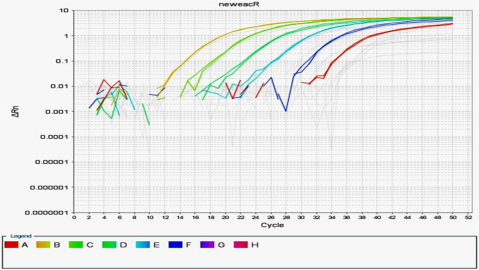 neweacR
10
1
0.1
0.01
0.001
0.0001
0.00001
0.000001
0.0000001
ΔRn
0 2 4 6 8 10 12 14 16 18 20 22 24 26 28 30 32 34 36 38 40 42 44 46 48 50 52
Cycle
Legend
A B C D E F G H